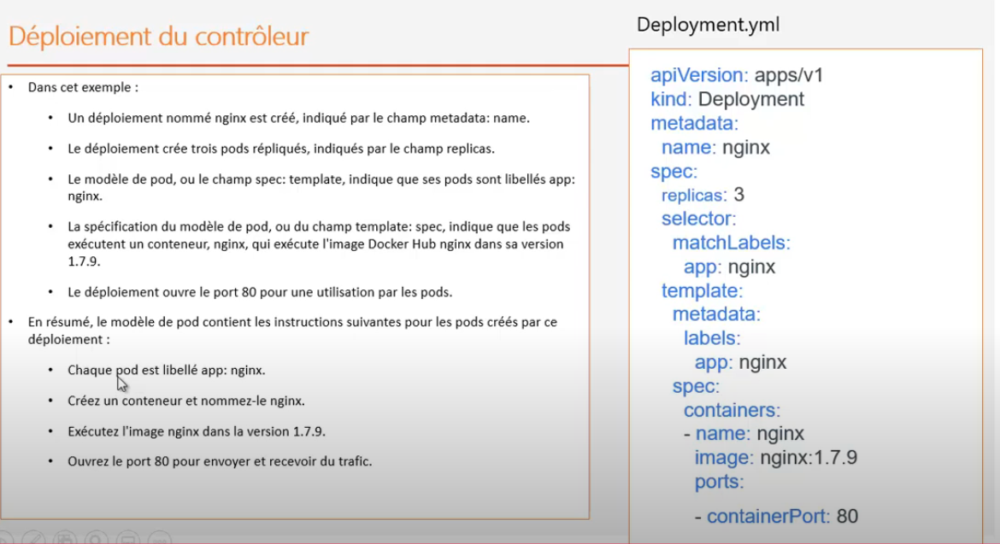 Déploiement du contrôleur
• Dans cet exemple :
• Un déploiement nommé nginx est créé, indiqué par le champ metadata: name.
• Le déploiement crée trois pods répliqués, indiqués par le champ replicas.
• Le modèle de pod, ou le champ spec: template, indique que ses pods sont libellés app:
nginx.
• La spécification du modèle de pod, ou du champ template: spec, indique que les pods
exécutent un conteneur, nginx, qui exécute l'image Docker Hub nginx dans sa version
1.7.9.
• Le déploiement ouvre le port 80 pour une utilisation par les pods.
• En résumé, le modèle de pod contient les instructions suivantes pour les pods créés par ce
déploiement :
• Chaque pod est libellé app: nginx.
• Créez un conteneur et nommez-le nginx.
• Exécutez l'image nginx dans la version 1.7.9.
• Ouvrez le port 80 pour envoyer et recevoir du trafic.
Deployment.yml
apiVersion: apps/v1
kind: Deployment
metadata:
  name: nginx
spec:
  replicas: 3
  selector:
    matchLabels:
      app: nginx
  template:
    metadata:
      labels:
        app: nginx
    spec:
      containers:
      - name: nginx
        image: nginx:1.7.9
        ports:
        - containerPort: 80